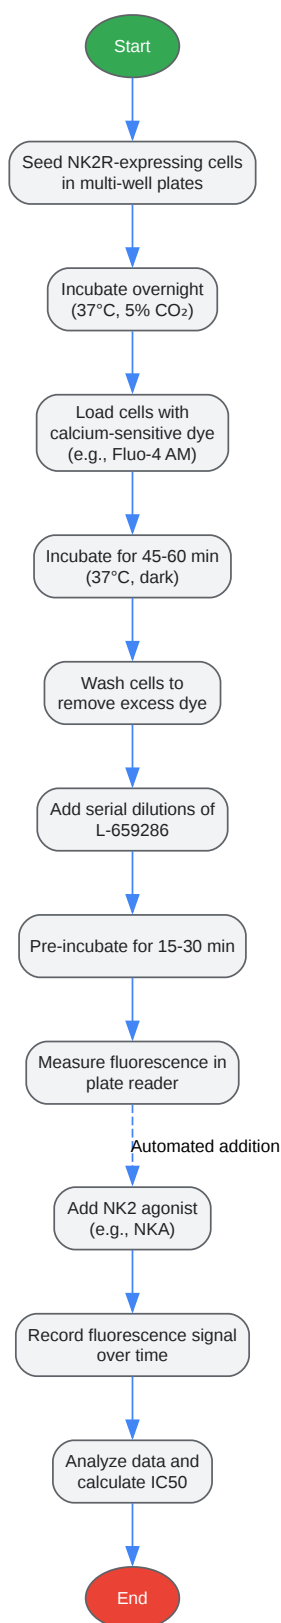 Start
Seed NK2R-expressing cells
in multi-well plates
Incubate overnight
(37°C, 5% CO₂)
Load cells with
calcium-sensitive dye
(e.g., Fluo-4 AM)
Incubate for 45-60 min
(37°C, dark)
Wash cells to
remove excess dye
Add serial dilutions of
L-659286
Pre-incubate for 15-30 min
Measure fluorescence in
plate reader
Automated addition
Add NK2 agonist
(e.g., NKA)
Record fluorescence signal
over time
Analyze data and
calculate IC50
End